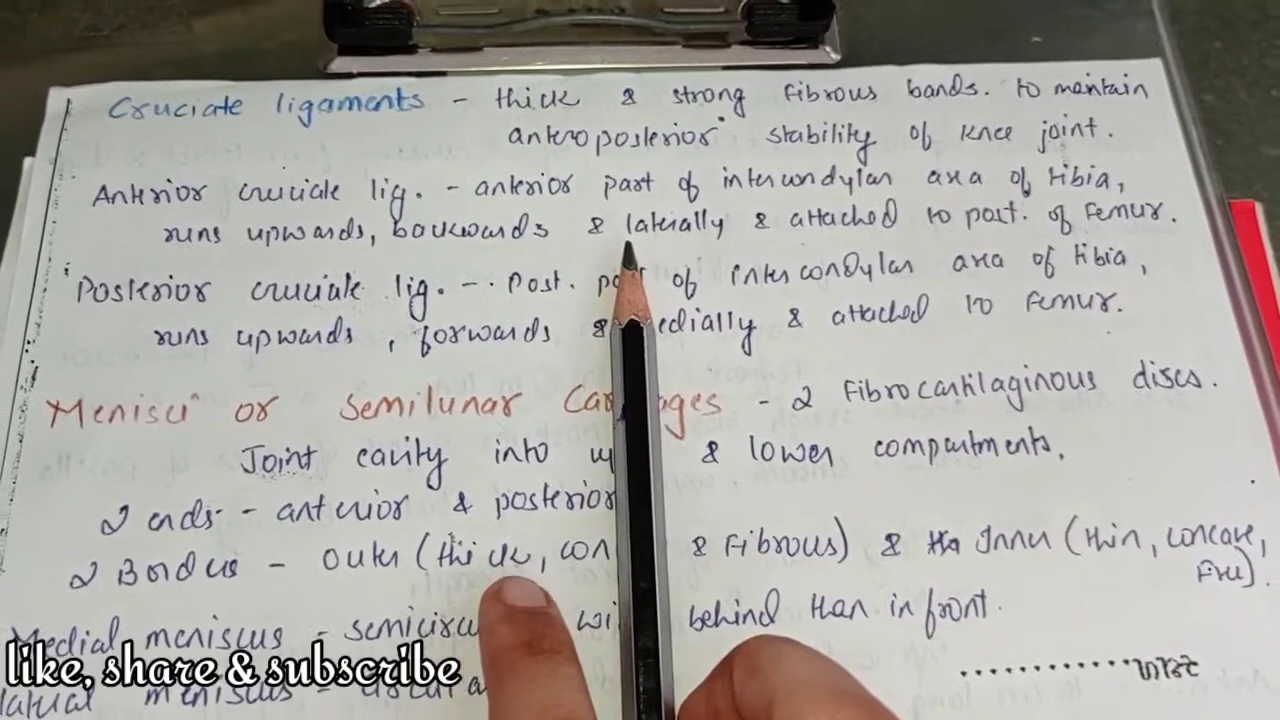 Cruciate ligaments - thick & strong fibrous bands. to maintain
anteroposterior stability of knee joint.
Anterior cruciate lig. - anterior part of intercondylar area of tibia,
runs upwards, backwards & laterally & attached to post. of femur.
Posterior cruciate lig. - . Post. of intercondylar area of tibia,
runs upwards, forwards & medially & attached to femur.
Menisci or Semilunar - 2 Fibrocartilaginous discs.
Joint cavity into & lower compartments.
2 ends - anterior & posterior
2 Borders - outer (thick, & fibrous) & Inner (thin, concave,
free).
Medial meniscus - behind than in front.
like, share & subscribe
meniscus -